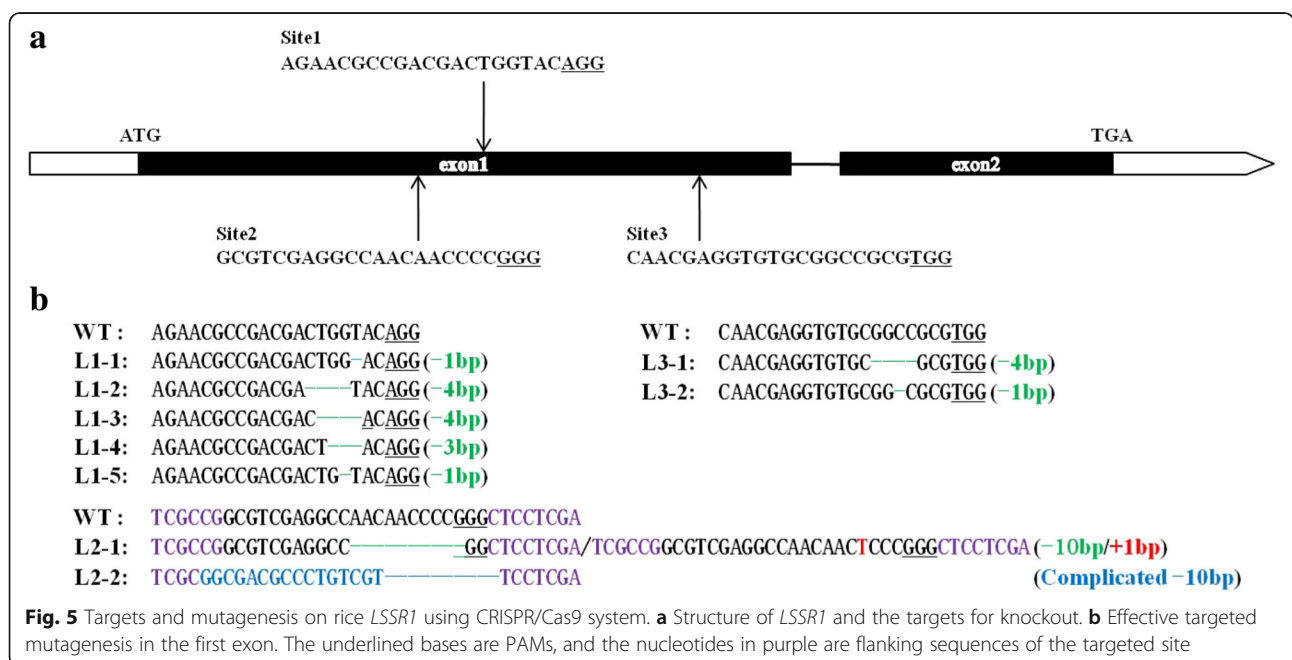 a
Site1
AGAACGCCGACGACTGGTACAGG
ATG
TGA
exon1
exon2
Site2
GCGTCGAGGCCAACAACCCCGGG
Site3
CAACGAGGTGTGCGGCCGCGTGG
b
WT : AGAACGCCGACGACTGGTACAGG
L1-1: AGAACGCCGACGACTGG–ACAGG(−1bp)
L1-2: AGAACGCCGACGA———TACAGG(−4bp)
L1-3: AGAACGCCGACGAC———ACAGG(−4bp)
L1-4: AGAACGCCGACGACT——ACAGG(−3bp)
L1-5: AGAACGCCGACGACTG–TACAGG(−1bp)
WT : CAACGAGGTGTGCGGCCGCGTGG
L3-1: CAACGAGGTGTGC———GCGTGG (−4bp)
L3-2: CAACGAGGTGTGCGG–CGCGTGG (−1bp)
WT : TCGCCGGCGTCGAGGCCAACAACCCCGGGCTCCTCGA
L2-1: TCGCCGGCGTCGAGGCC—————————GGCTCCTCGA/TCGCCGGCGTCGAGGCCAACAACTCCCGGGCTCCTCGA (−10bp/+1bp)
L2-2: TCGCGGCGACGCCCTGTCGT—————————TCCTCGA (Complicated −10bp)
Fig. 5 Targets and mutagenesis on rice LSSR1 using CRISPR/Cas9 system. a Structure of LSSR1 and the targets for knockout. b Effective targeted
mutagenesis in the first exon. The underlined bases are PAMs, and the nucleotides in purple are flanking sequences of the targeted site